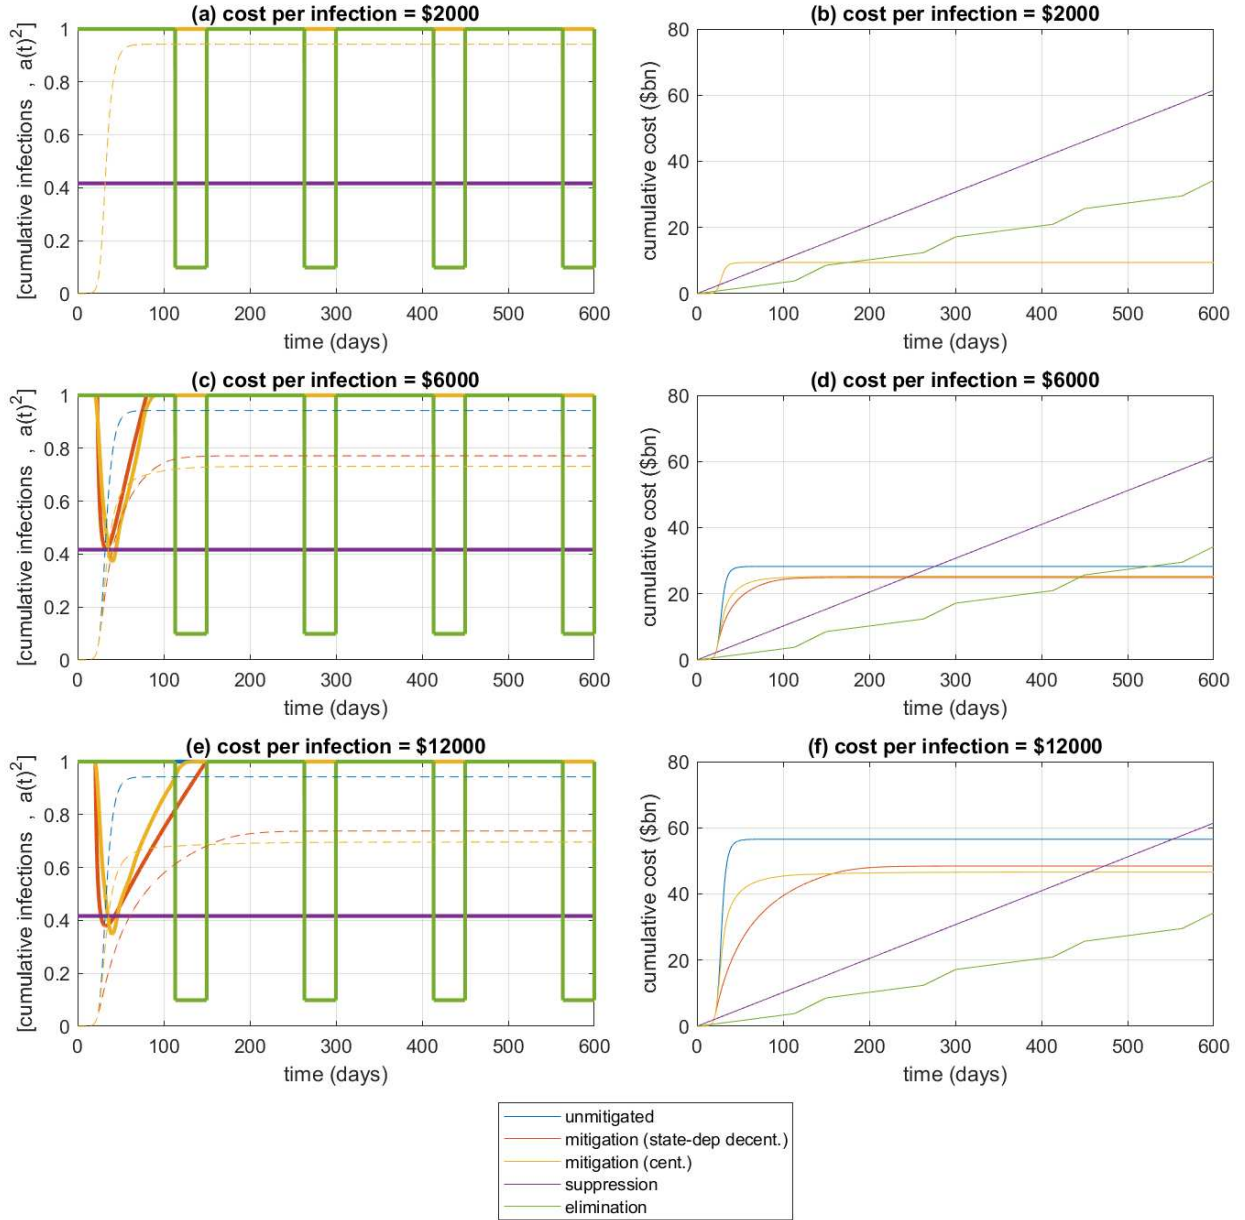 (a) cost per infection = $2000
[cumulative infections , a(t)²]
1
0.8
0.6
0.4
0.2
0
0 100 200 300 400 500 600
time (days)
(b) cost per infection = $2000
cumulative cost ($bn)
80
60
40
20
0
0 100 200 300 400 500 600
time (days)
(c) cost per infection = $6000
[cumulative infections , a(t)²]
1
0.8
0.6
0.4
0.2
0
0 100 200 300 400 500 600
time (days)
(d) cost per infection = $6000
cumulative cost ($bn)
80
60
40
20
0
0 100 200 300 400 500 600
time (days)
(e) cost per infection = $12000
[cumulative infections , a(t)²]
1
0.8
0.6
0.4
0.2
0
0 100 200 300 400 500 600
time (days)
(f) cost per infection = $12000
cumulative cost ($bn)
80
60
40
20
0
0 100 200 300 400 500 600
time (days)
unmitigated
mitigation (state-dep decent.)
mitigation (cent.)
suppression
elimination